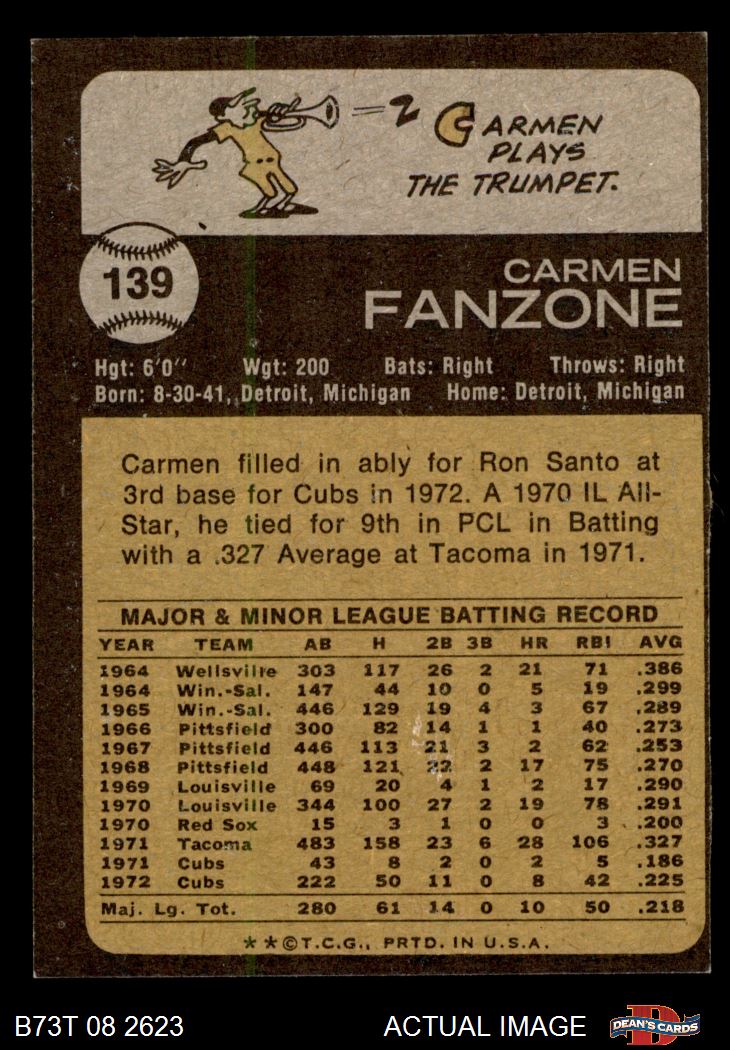 CARMEN
PLAYS
THE TRUMPET.
139
CARMEN
FANZONE
Hgt: 6'0" Wgt: 200 Bats: Right Throws: Right
Born: 8-30-41, Detroit, Michigan Home: Detroit, Michigan
Carmen filled in ably for Ron Santo at
3rd base for Cubs in 1972. A 1970 IL All-
Star, he tied for 9th in PCL in Batting
with a .327 Average at Tacoma in 1971.
MAJOR & MINOR LEAGUE BATTING RECORD
YEAR TEAM AB H 2B 3B HR RBI AVG
1964 Wellsville 303 117 26 2 21 71 .386
1964 Win.-Sal. 147 44 10 0 5 19 .299
1965 Win.-Sal. 446 129 19 4 3 67 .289
1966 Pittsfield 300 82 14 1 1 40 .273
1967 Pittsfield 446 113 21 3 2 62 .253
1968 Pittsfield 448 121 22 2 17 75 .270
1969 Louisville 69 20 4 1 2 17 .290
1970 Louisville 344 100 27 2 19 78 .291
1970 Red Sox 15 3 1 0 0 3 .200
1971 Tacoma 483 158 23 6 28 106 .327
1971 Cubs 43 8 2 0 2 5 .186
1972 Cubs 222 50 11 0 8 42 .225
Maj. Lg. Tot. 280 61 14 0 10 50 .218
★ ★ © T.C.G., PRTD. IN U.S.A.
B73T 08 2623 ACTUAL IMAGE D DEAN'S CARDS